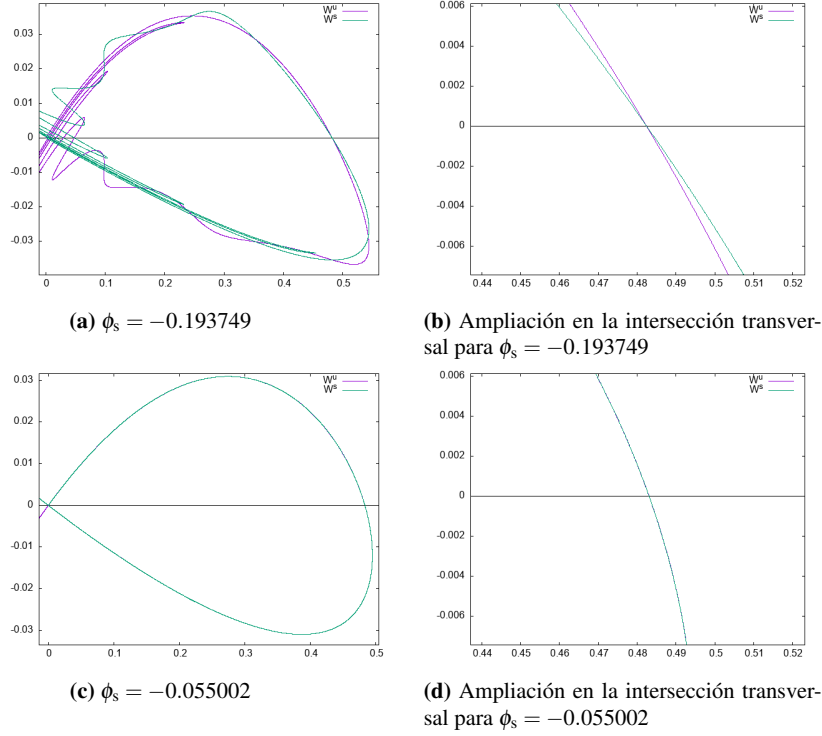 Wᵘ
Wˢ
0.03
0.02
0.01
0
-0.01
-0.02
-0.03
0 0.1 0.2 0.3 0.4 0.5
(a) ϕₛ = −0.193749
Wᵘ
Wˢ
0.006
0.004
0.002
0
-0.002
-0.004
-0.006
0.44 0.45 0.46 0.47 0.48 0.49 0.5 0.51 0.52
(b) Ampliación en la intersección transver-
sal para ϕₛ = −0.193749
Wᵘ
Wˢ
0.03
0.02
0.01
0
-0.01
-0.02
-0.03
0 0.1 0.2 0.3 0.4 0.5
(c) ϕₛ = −0.055002
Wᵘ
Wˢ
0.006
0.004
0.002
0
-0.002
-0.004
-0.006
0.44 0.45 0.46 0.47 0.48 0.49 0.5 0.51 0.52
(d) Ampliación en la intersección transver-
sal para ϕₛ = −0.055002